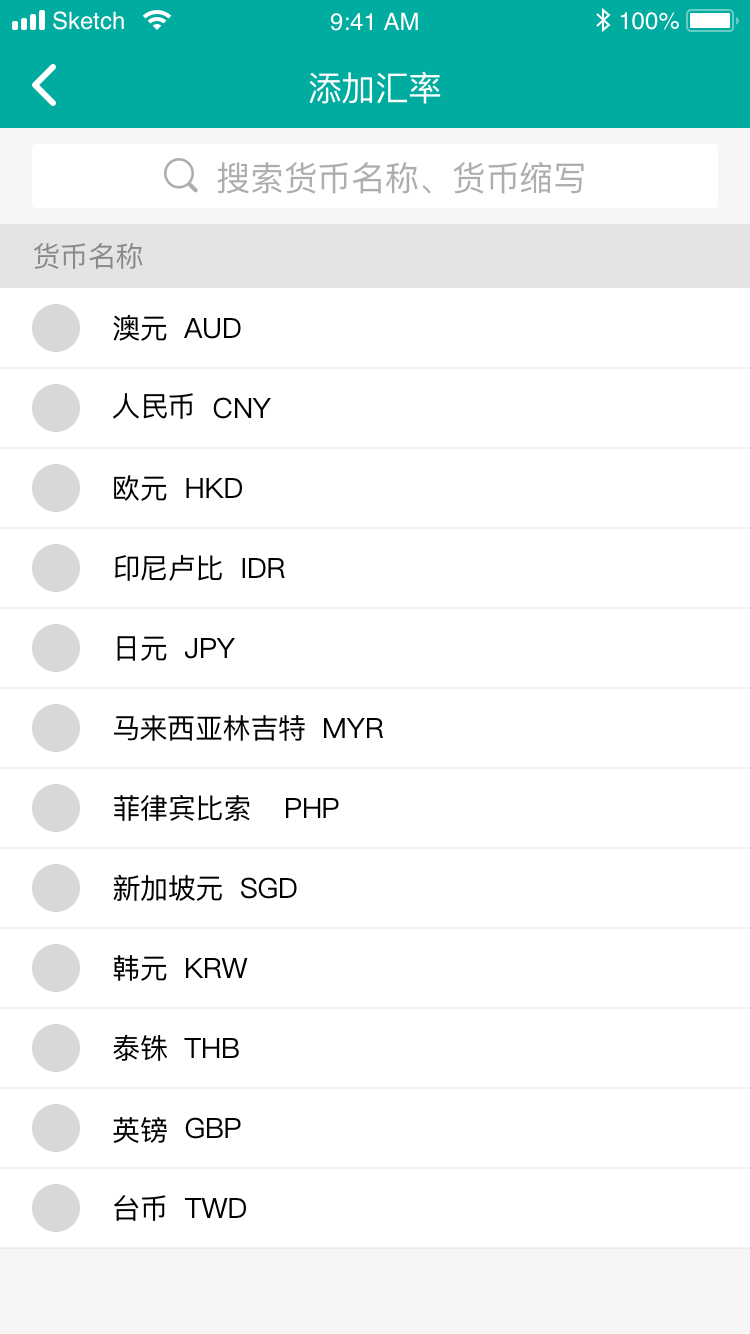 Sketch 9:41 AM 100%
添加汇率
搜索货币名称、货币缩写
货币名称
澳元 AUD
人民币 CNY
欧元 HKD
印尼卢比 IDR
日元 JPY
马来西亚林吉特 MYR
菲律宾比索 PHP
新加坡元 SGD
韩元 KRW
泰铢 THB
英镑 GBP
台币 TWD